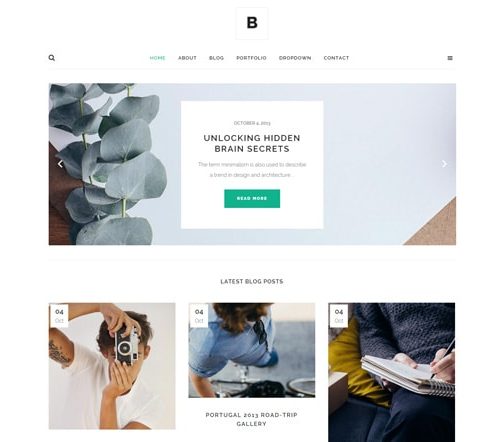 B
HOME ABOUT BLOG PORTFOLIO DROPDOWN CONTACT
OCTOBER 4, 2013
UNLOCKING HIDDEN
BRAIN SECRETS
The term minimalism is also used to describe
a trend in design and architecture ...
READ MORE
LATEST BLOG POSTS
04 04 04
Oct Oct Oct
PORTUGAL 2013 ROAD-TRIP
GALLERY